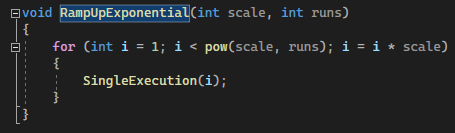 void RampUpExponential(int scale, int runs)
{
    for (int i = 1; i < pow(scale, runs); i = i * scale)
    {
        SingleExecution(i);
    }
}